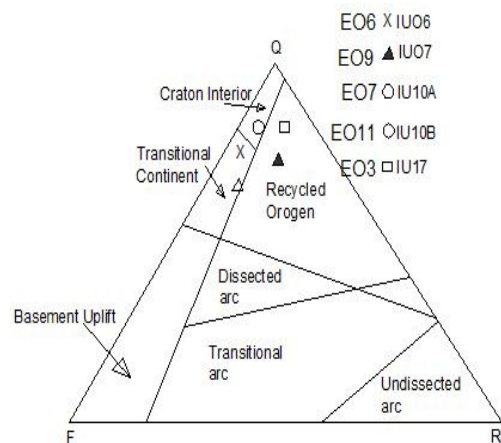 EO6 X IUO6
Q
EO9 ▲ IUO7
Craton Interior
EO7 ○ IU10A
EO11 ○ IU10B
X
Transitional
Continent
EO3 □ IU17
Recycled
Orogen
Dissected
arc
Basement Uplift
Transitional
arc
Undissected
arc
F
R